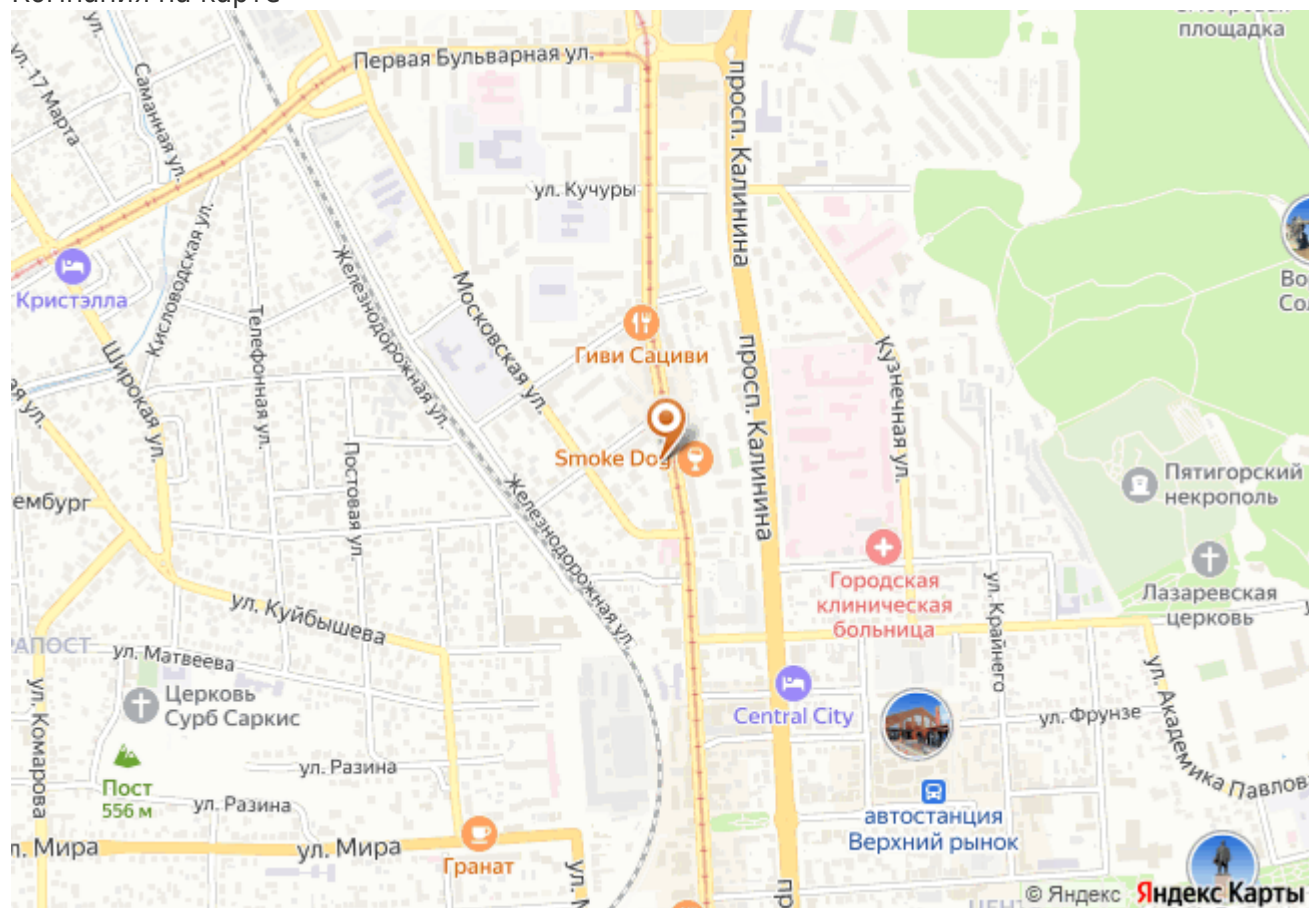 площадка
Первая Бульварная ул.
просп. Калинина
ул. 17 Марта
Саманная ул.
ул. Кучуры
Кисловодская ул.
Железнодорожная ул.
Кристэлла
Телефонная ул.
Московская ул.
Гиви Сациви
просп. Калинина
Кузнечная ул.
Широкая ул.
Постовая ул.
Smoke Dog
Железнодорожная ул.
Пятигорский
некрополь
ембург
Городская
клиническая
больница
Лазаревская
церковь
ул. Крайнего
ул. Куйбышева
ул. Матвеева
Церковь
Сурб Саркис
ул. Комарова
Central City
ул. Фрунзе
ул. Академика Павлов
Пост
556 м
ул. Разина
ул. Разина
автостанция
Верхний рынок
л. Мира
ул. Мира
Гранат
© Яндекс Яндекс Карты